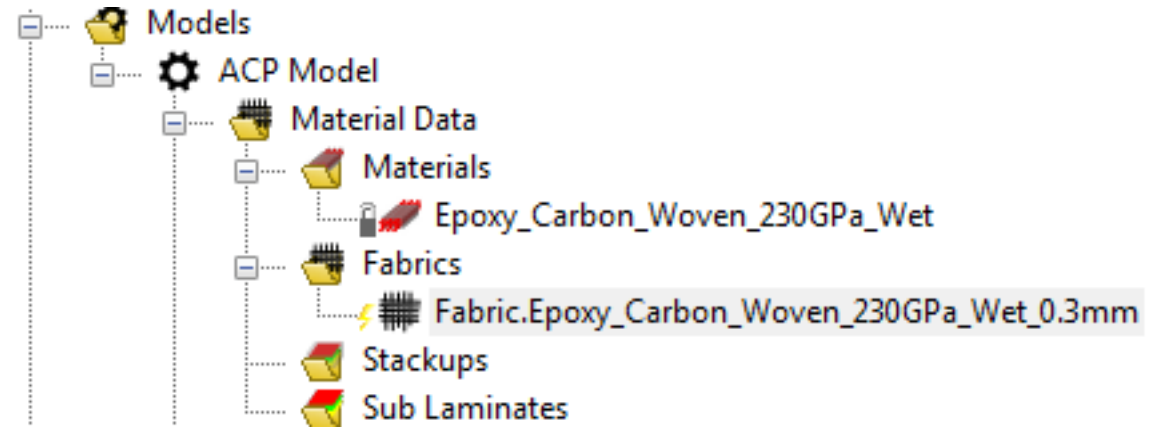 Models
ACP Model
Material Data
Materials
Epoxy_Carbon_Woven_230GPa_Wet
Fabrics
Fabric.Epoxy_Carbon_Woven_230GPa_Wet_0.3mm
Stackups
Sub Laminates